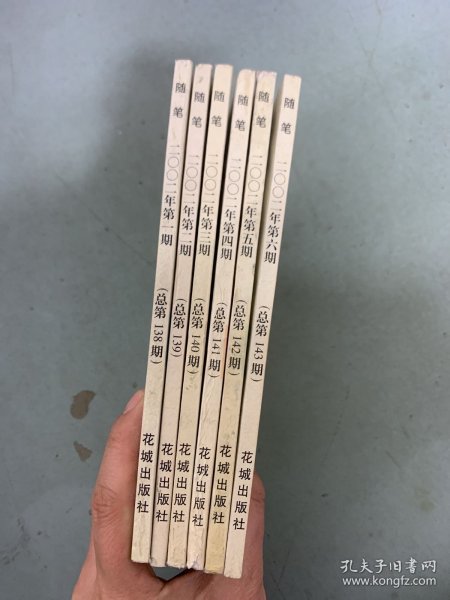 随笔 二〇〇二年第一期 (总第138期) 花城出版社
随笔 二〇〇二年第二期 (总第139) 花城出版社
随笔 二〇〇二年第三期 (总第140期) 花城出版社
随笔 二〇〇二年第四期 (总第141期) 花城出版社
随笔 二〇〇二年第五期 (总第142期) 花城出版社
随笔 二〇〇二年第六期 (总第143期) 花城出版社
孔夫子旧书网
www.kongfz.com